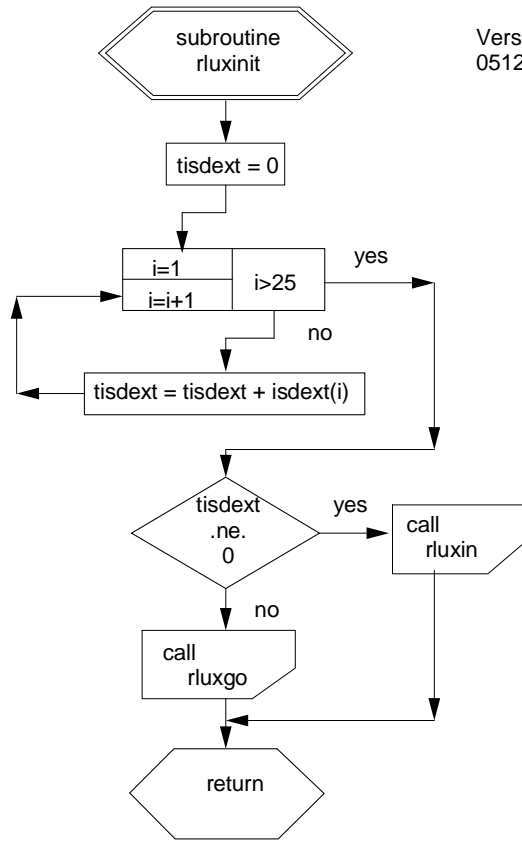 subroutine
rluxinit
Vers
0512
tisdext = 0
i=1
i=i+1
i>25
yes
no
tisdext = tisdext + isdext(i)
tisdext
.ne.
0
yes
call
rluxin
no
call
rluxgo
return